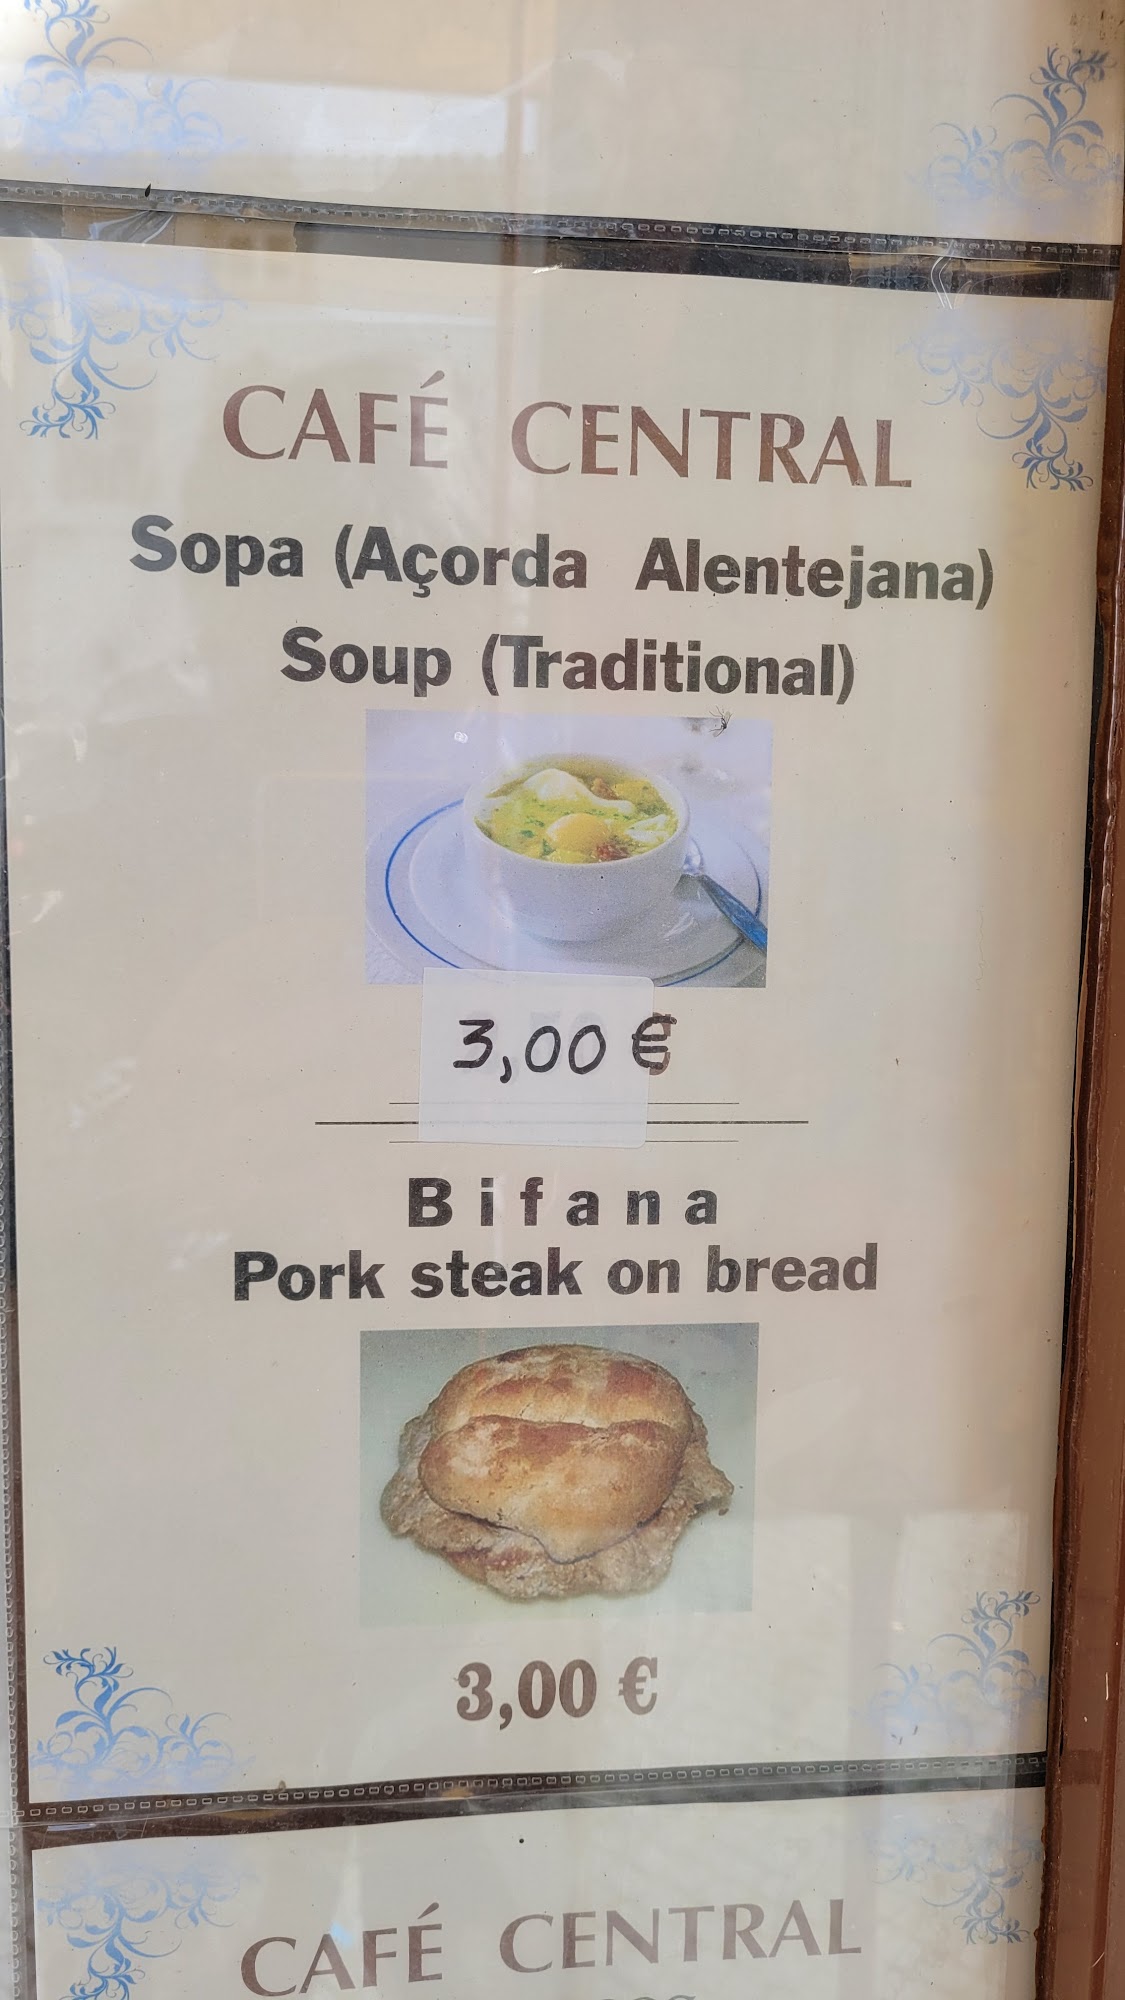 CAFÉ CENTRAL
Sopa (Açorda Alentejana)
Soup (Traditional)
3,00 €
Bifana
Pork steak on bread
3,00 €
CAFÉ CENTRAL